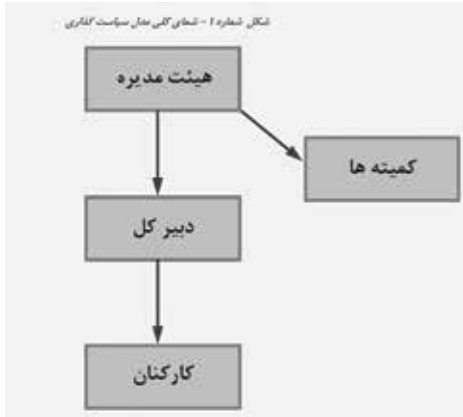 شکل شماره ۱ - شمای کلی مدل سیاست گذاری
هیئت مدیره
کمیته ها
دبیر کل
کارکنان